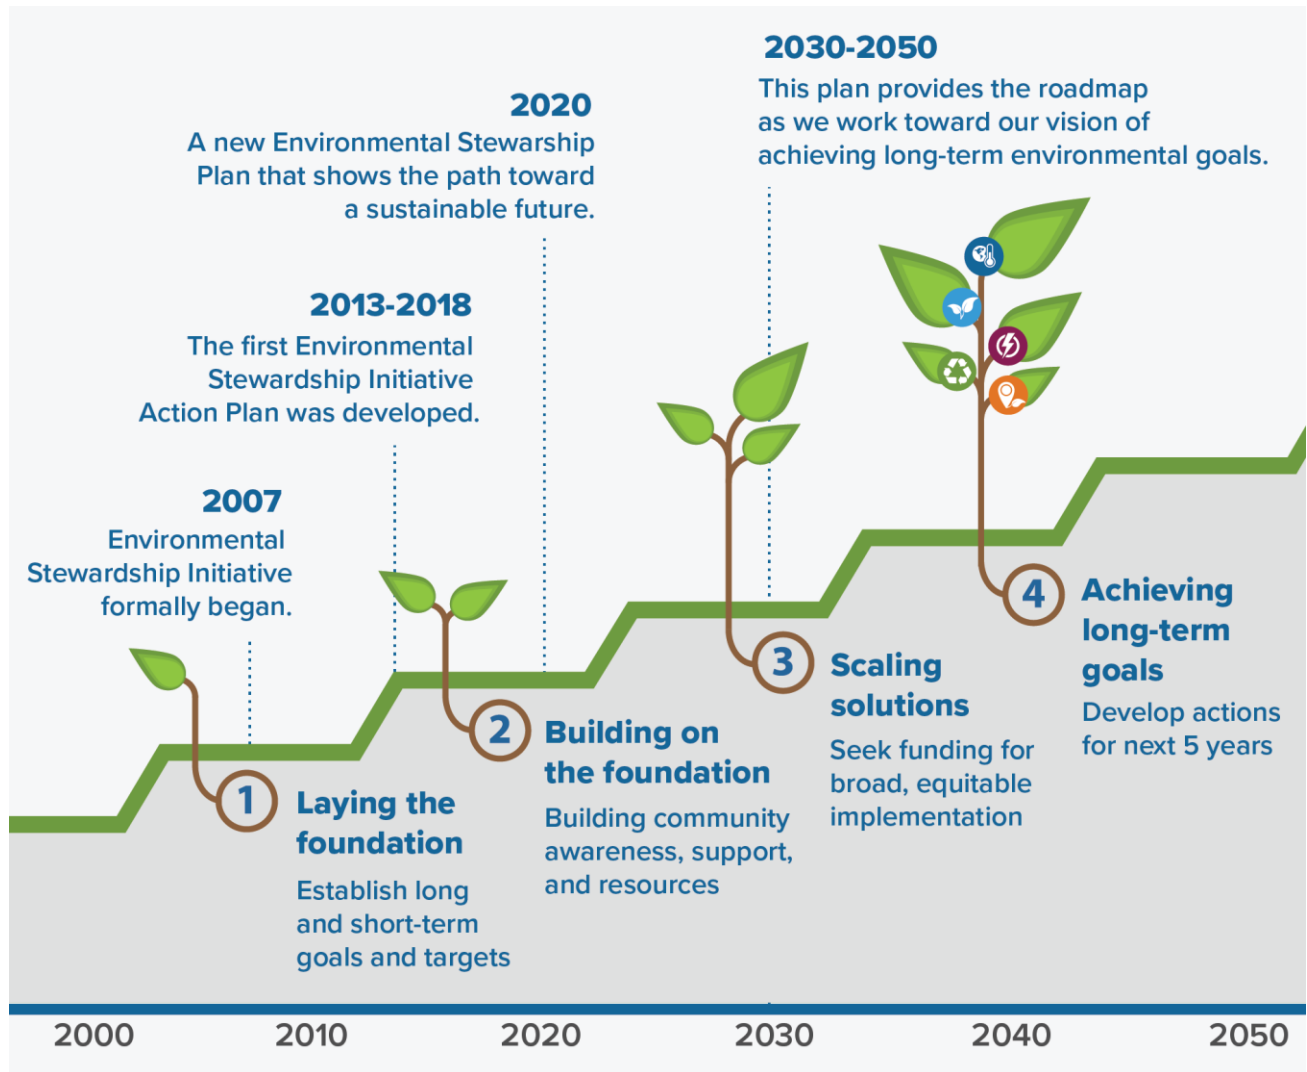 2030-2050
This plan provides the roadmap
as we work toward our vision of
achieving long-term environmental goals.
2020
A new Environmental Stewarship
Plan that shows the path toward
a sustainable future.
2013-2018
The first Environmental
Stewardship Initiative
Action Plan was developed.
2007
Environmental
Stewardship Initiative
formally began.
1
Laying the
foundation
Establish long
and short-term
goals and targets
2
Building on
the foundation
Building community
awareness, support,
and resources
3
Scaling
solutions
Seek funding for
broad, equitable
implementation
4
Achieving
long-term
goals
Develop actions
for next 5 years
2000 2010 2020 2030 2040 2050